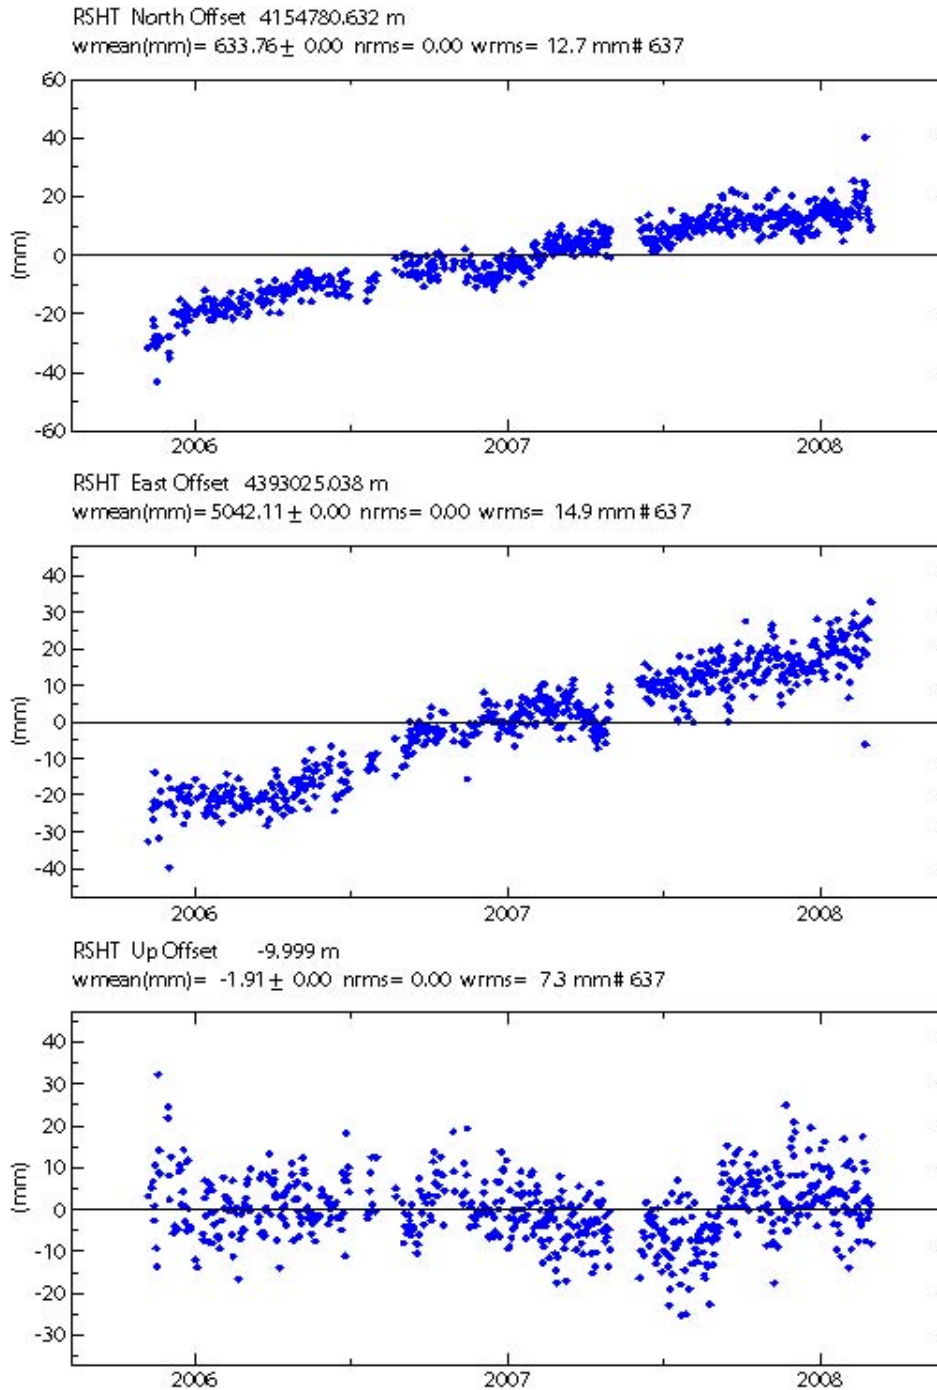 RSHT North Offset 4154780.632 m
wmean(mm)= 633.76 ± 0.00 nrms= 0.00 wrms= 12.7 mm # 637
60
40
20
0
-20
-40
-60
(mm)
2006 2007 2008
RSHT East Offset 4393025.038 m
wmean(mm)= 5042.11 ± 0.00 nrms= 0.00 wrms= 14.9 mm # 637
40
30
20
10
0
-10
-20
-30
-40
(mm)
2006 2007 2008
RSHT Up Offset -9.999 m
wmean(mm)= -1.91 ± 0.00 nrms= 0.00 wrms= 7.3 mm # 637
40
30
20
10
0
-10
-20
-30
(mm)
2006 2007 2008